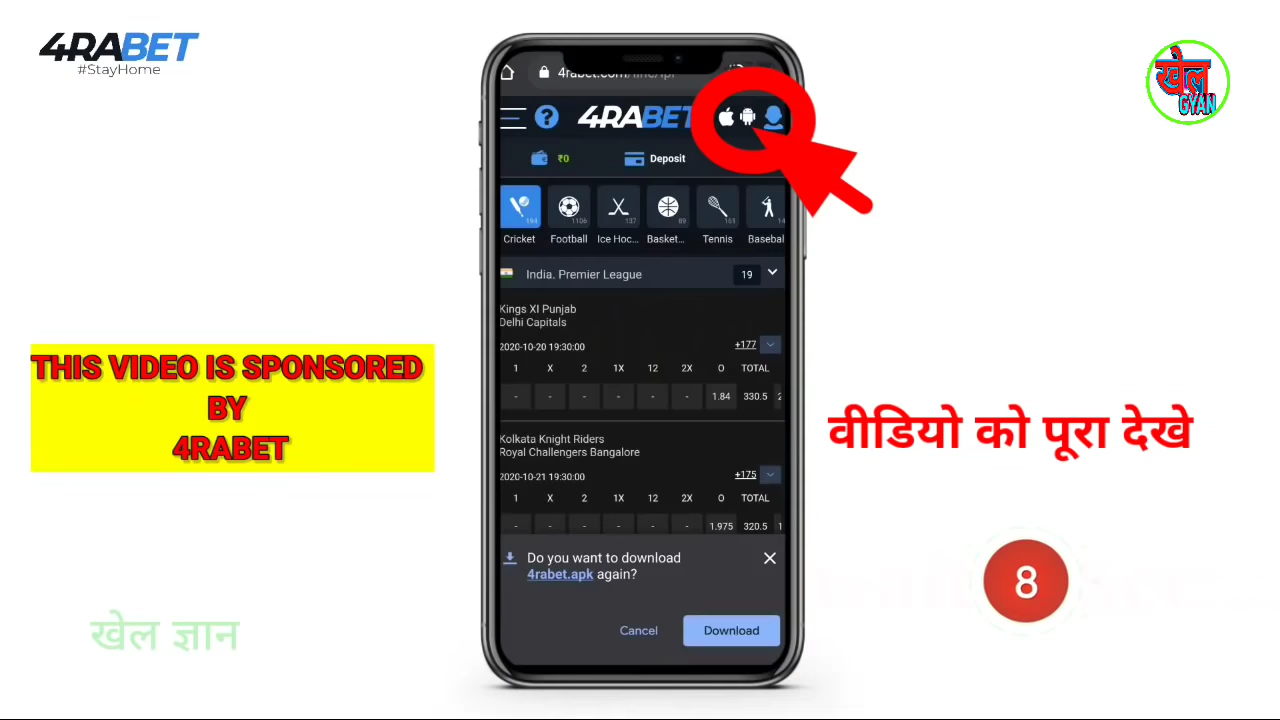 4RABET
#StayHome
खेल
GYAN
4RABET
₹0
Deposit
194
1106
137
89
Cricket
Football
Ice Hoc...
Basket...
Tennis
Basebal
India. Premier League
19
Kings XI Punjab
Delhi Capitals
2020-10-20 19:30:00
+177
1 X 2 1X 12 2X O TOTAL
- - - - - - 1.84 330.5
Kolkata Knight Riders
Royal Challengers Bangalore
2020-10-21 19:30:00
+175
1 X 2 1X 12 2X O TOTAL
- - - - - - 1.975 320.5
Do you want to download
4rabet.apk again?
Cancel
Download
THIS VIDEO IS SPONSORED
BY
4RABET
वीडियो को पूरा देखे
8
खेल ज्ञान